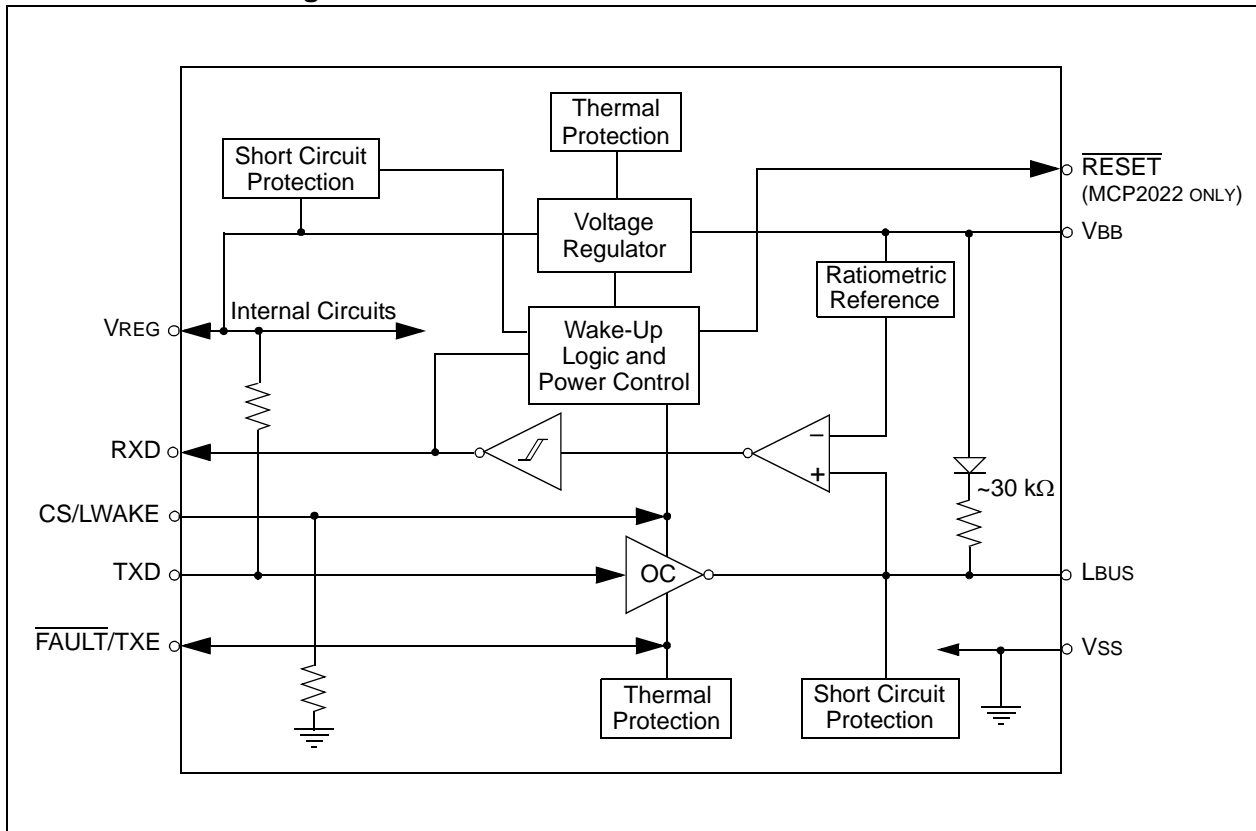 Thermal
Protection
Short Circuit
Protection
RESET
(MCP2022 ONLY)
Voltage
Regulator
VBB
Ratiometric
Reference
Internal Circuits
VREG
Wake-Up
Logic and
Power Control
RXD
−
+
~30 kΩ
CS/LWAKE
TXD
OC
LBUS
FAULT/TXE
VSS
Thermal
Protection
Short Circuit
Protection